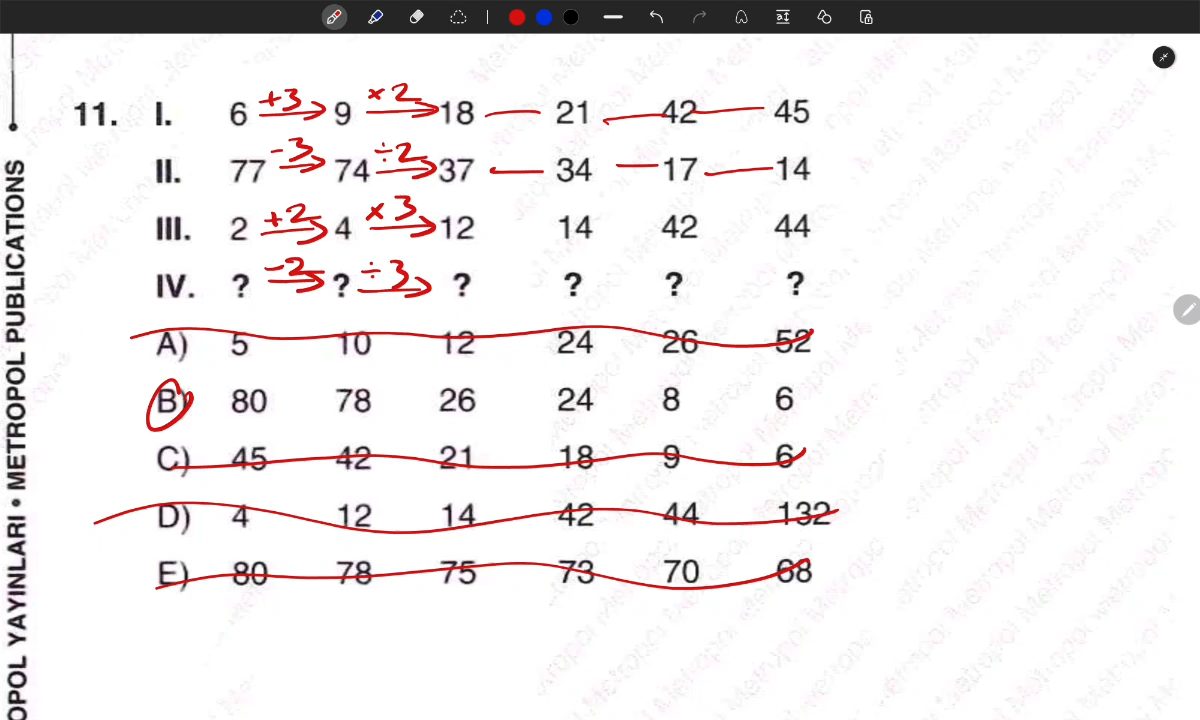 11. I. 6 +3 9 ×2 18 21 42 45
II. 77 -3 74 ÷2 37 34 17 14
III. 2 +2 4 ×3 12 14 42 44
IV. ? -2 ? ÷3 ? ? ? ?
A) 5 10 12 24 26 52
B) 80 78 26 24 8 6
C) 45 42 21 18 9 6
D) 4 12 14 42 44 132
E) 80 78 75 73 70 68
OPOL YAYINLARI • METROPOL PUBLICATIONS